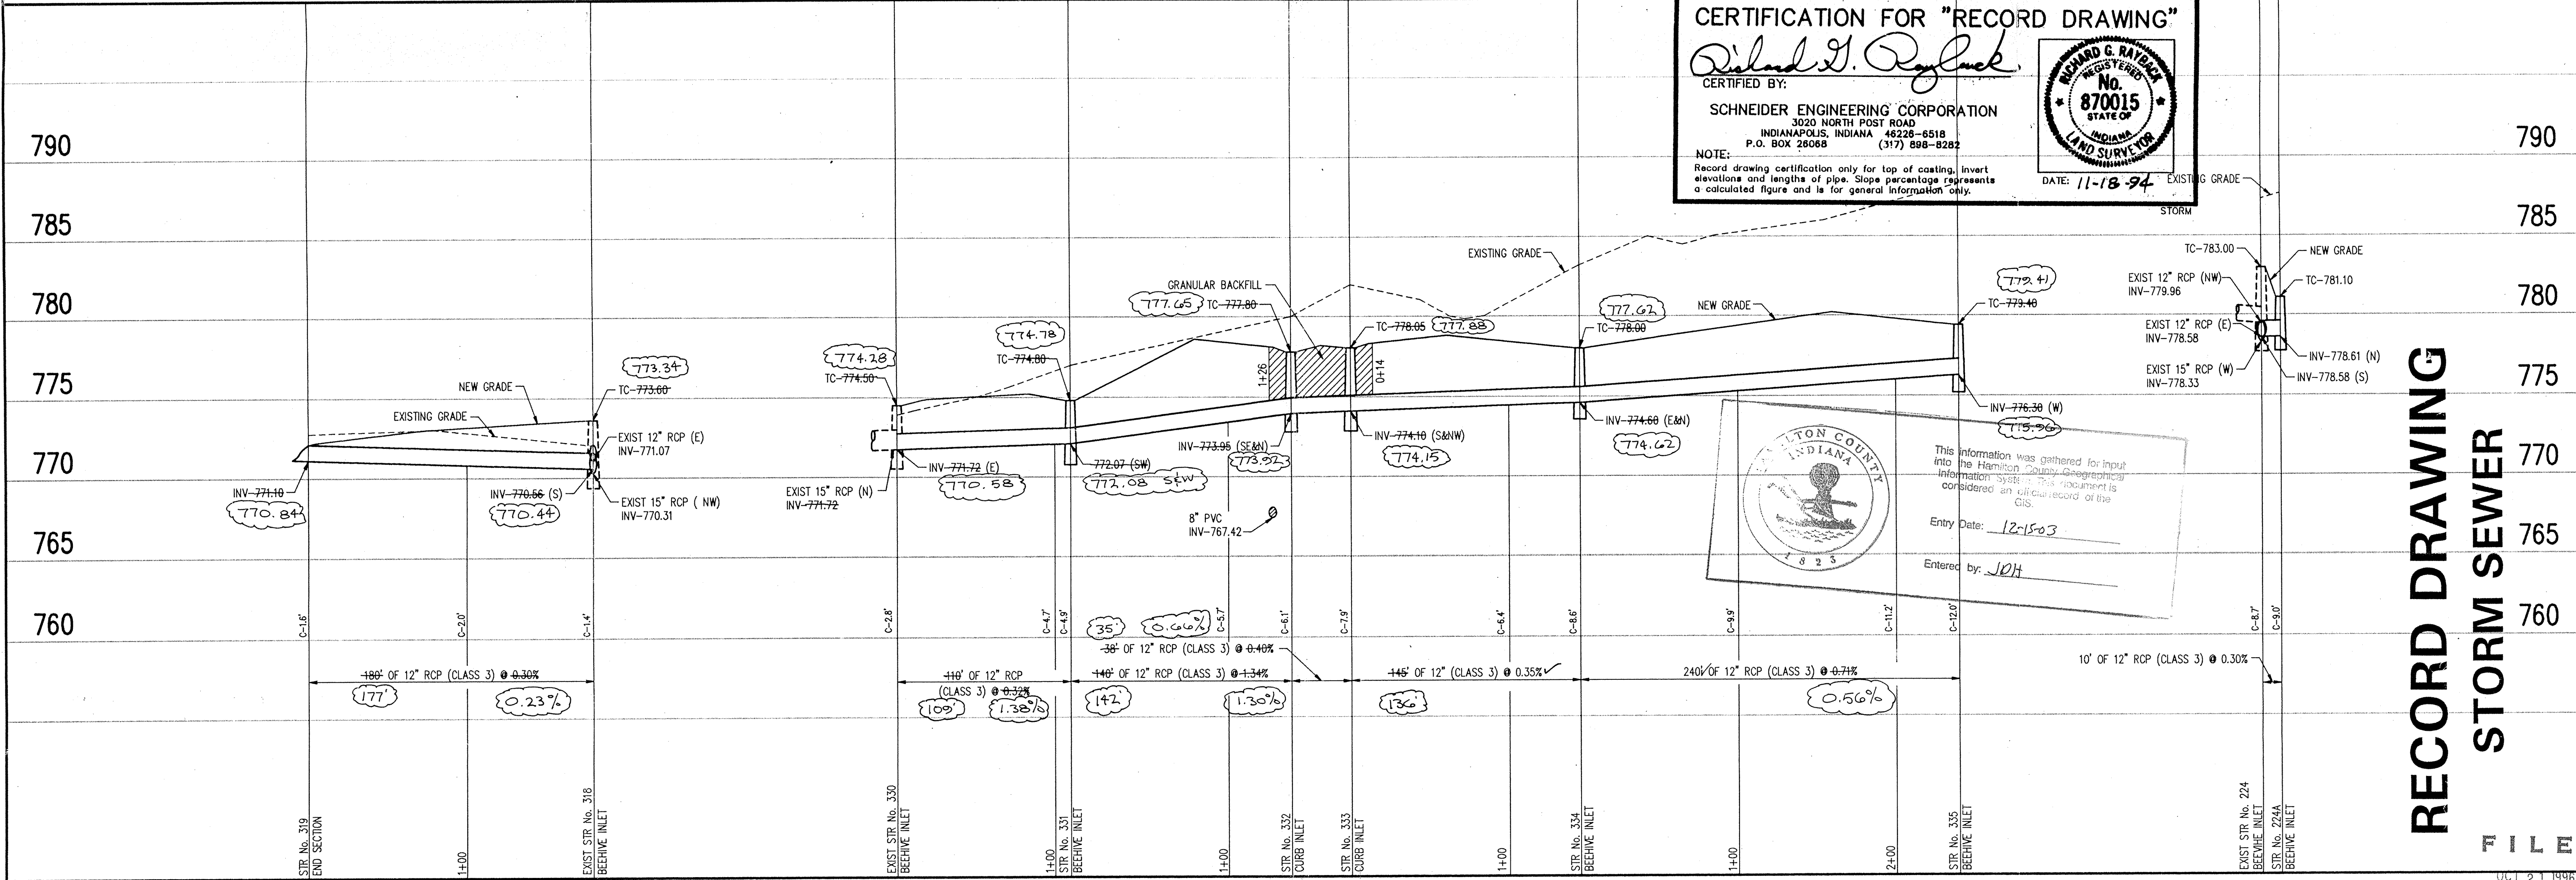 CERTIFICATION FOR "RECORD DRAWING"
Richard G. Rayback
CERTIFIED BY:
SCHNEIDER ENGINEERING CORPORATION
3020 NORTH POST ROAD
INDIANAPOLIS, INDIANA 46226-6518
P.O. BOX 26068 (317) 898-8282
NOTE:
Record drawing certification only for top of casting, invert
elevations and lengths of pipe. Slope percentage represents
a calculated figure and is for general information only.
RICHARD G. RAYBACK
REGISTERED
No.
870015
STATE OF
INDIANA
LAND SURVEYOR
DATE: 11-18-94
EXISTING GRADE
STORM
790
790
785
785
780
780
775
775
770
770
765
765
760
760
NEW GRADE
EXISTING GRADE
773.34
TC-773.60
EXIST 12" RCP (E)
INV-771.07
INV-771.10
770.84
INV-770.56 (S)
770.44
EXIST 15" RCP ( NW)
INV-770.31
774.28
TC-774.50
774.78
TC-774.80
INV-771.72 (E)
770.58
EXIST 15" RCP (N)
INV-771.72
772.07 (SW)
772.08 S&W
GRANULAR BACKFILL
777.65
TC-777.80
1+26
INV-773.95 (SE&N)
773.92
8" PVC
INV-767.42
TC-778.05
777.88
0+14
INV-774.10 (S&NW)
774.15
EXISTING GRADE
777.62
TC-778.00
INV-774.60 (E&N)
774.62
NEW GRADE
779.41
TC-779.40
INV-776.30 (W)
775.96
TC-783.00
NEW GRADE
EXIST 12" RCP (NW)
INV-779.96
TC-781.10
EXIST 12" RCP (E)
INV-778.58
INV-778.61 (N)
EXIST 15" RCP (W)
INV-778.33
INV-778.58 (S)
HAMILTON COUNTY
INDIANA
1823
This information was gathered for input
into the Hamilton County Geographical
Information System. This document is
considered an official record of the
GIS.
Entry Date: 12-15-03
Entered by: JDH
C-1.6'
C-2.0'
C-1.4'
C-2.8'
C-4.7'
C-4.9'
C-5.7'
C-6.1'
C-7.9'
C-6.4'
C-8.6'
C-9.9'
C-11.2'
C-12.0'
C-8.7'
C-9.0'
180' OF 12" RCP (CLASS 3) @ 0.30%
177'
0.23%
110' OF 12" RCP
(CLASS 3) @ 0.32%
109'
1.38%
35'
0.66%
38' OF 12" RCP (CLASS 3) @ 0.40%
140' OF 12" RCP (CLASS 3) @ 1.34%
142'
1.30%
145' OF 12" (CLASS 3) @ 0.35% ✓
136'
240'✓ OF 12" RCP (CLASS 3) @ 0.71%
0.56%
10' OF 12" RCP (CLASS 3) @ 0.30%
STR No. 319
END SECTION
1+00
EXIST STR No. 318
BEEHIVE INLET
EXIST STR No. 330
BEEHIVE INLET
1+00
STR No. 331
BEEHIVE INLET
1+00
STR No. 332
CURB INLET
STR No. 333
CURB INLET
1+00
STR No. 334
BEEHIVE INLET
1+00
2+00
STR No. 335
BEEHIVE INLET
EXIST STR No. 224
BEEVIHE INLET
STR No. 224A
BEEHIVE INLET
RECORD DRAWING
STORM SEWER
FILE
OCT 21 1998